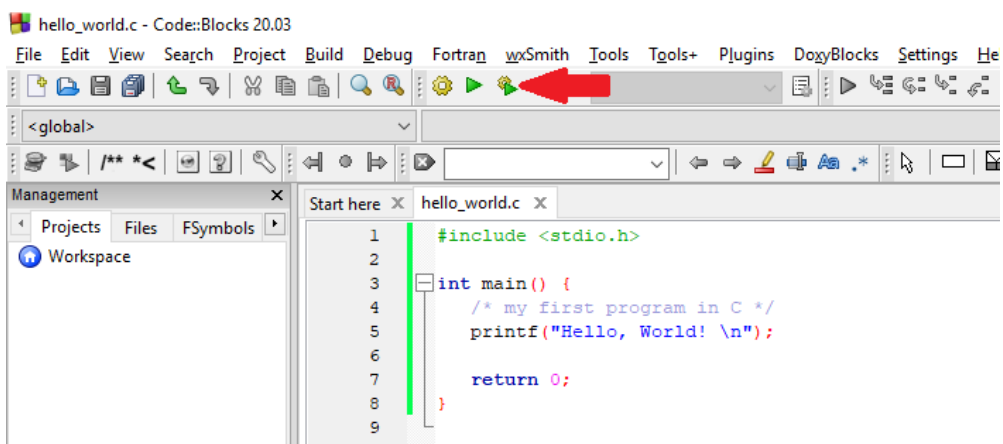 hello_world.c - Code::Blocks 20.03
File Edit View Search Project Build Debug Fortran wxSmith Tools Tools+ Plugins DoxyBlocks Settings He
<global>
/** *<
Aa .*
Management
Projects Files FSymbols
Workspace
Start here hello_world.c
1 #include <stdio.h>
2
3 int main() {
4 /* my first program in C */
5 printf("Hello, World! \n");
6
7 return 0;
8 }
9